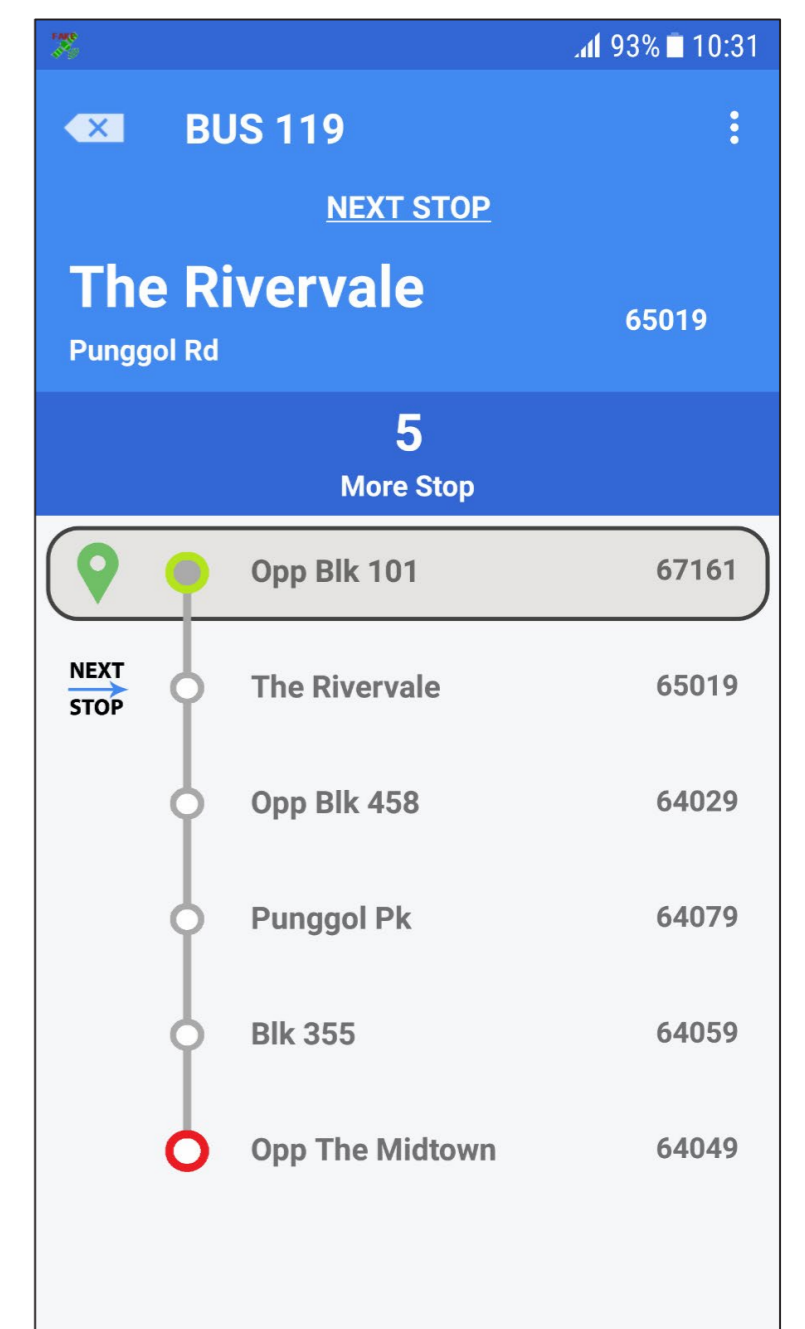 FAKE
93% 10:31
BUS 119
NEXT STOP
The Rivervale
65019
Punggol Rd
5
More Stop
Opp Blk 101 67161
NEXT
STOP
The Rivervale 65019
Opp Blk 458 64029
Punggol Pk 64079
Blk 355 64059
Opp The Midtown 64049